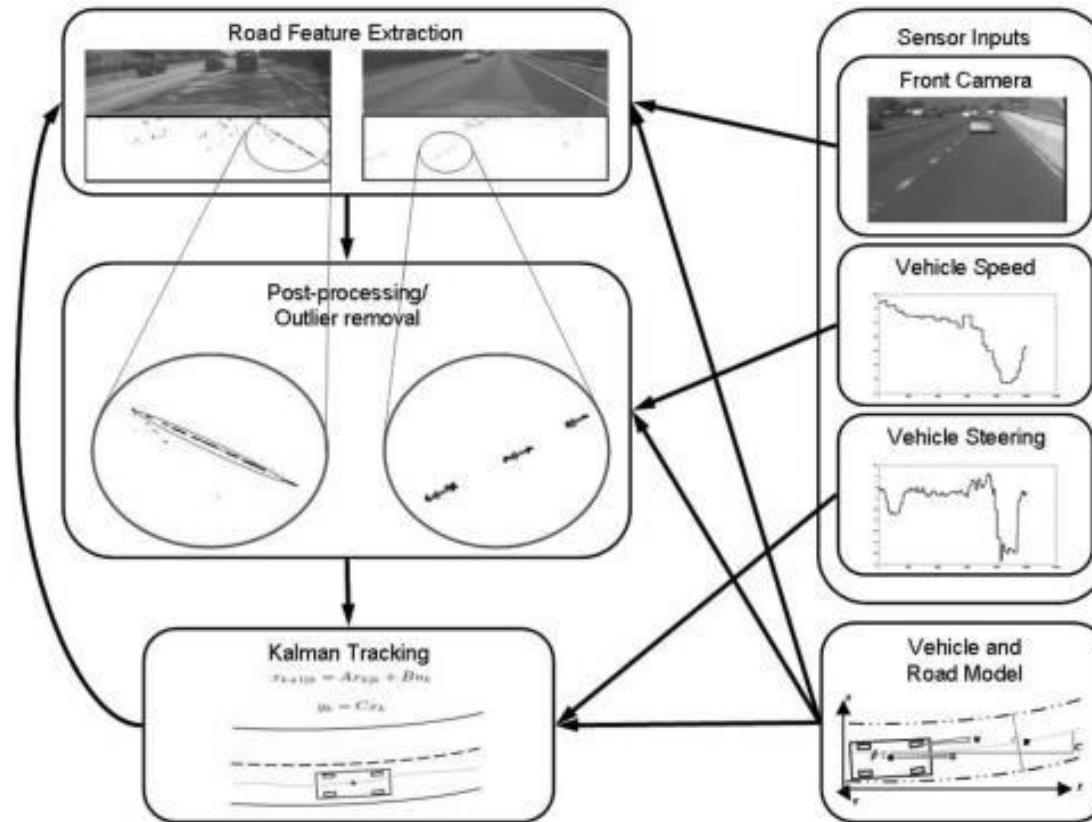 Road Feature Extraction
Post-processing/
Outlier removal
Kalman Tracking
Sensor Inputs
Front Camera
Vehicle Speed
Vehicle Steering
Vehicle and
Road Model